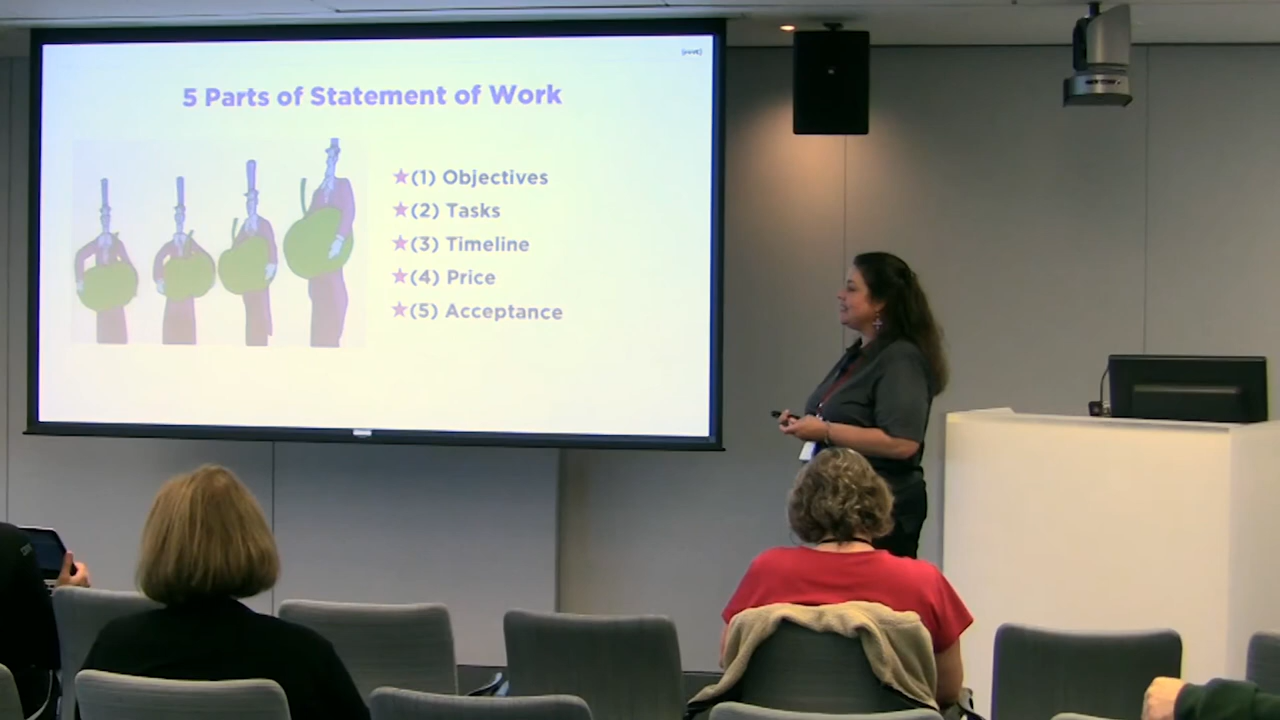 5 Parts of Statement of Work
★(1) Objectives
★(2) Tasks
★(3) Timeline
★(4) Price
★(5) Acceptance